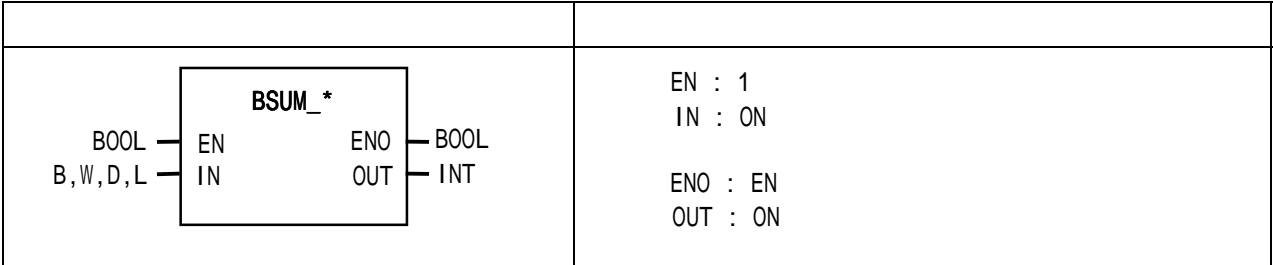 BSUM_*
BOOL EN ENO BOOL
B,W,D,L IN OUT INT
EN : 1
IN : ON
ENO : EN
OUT : ON